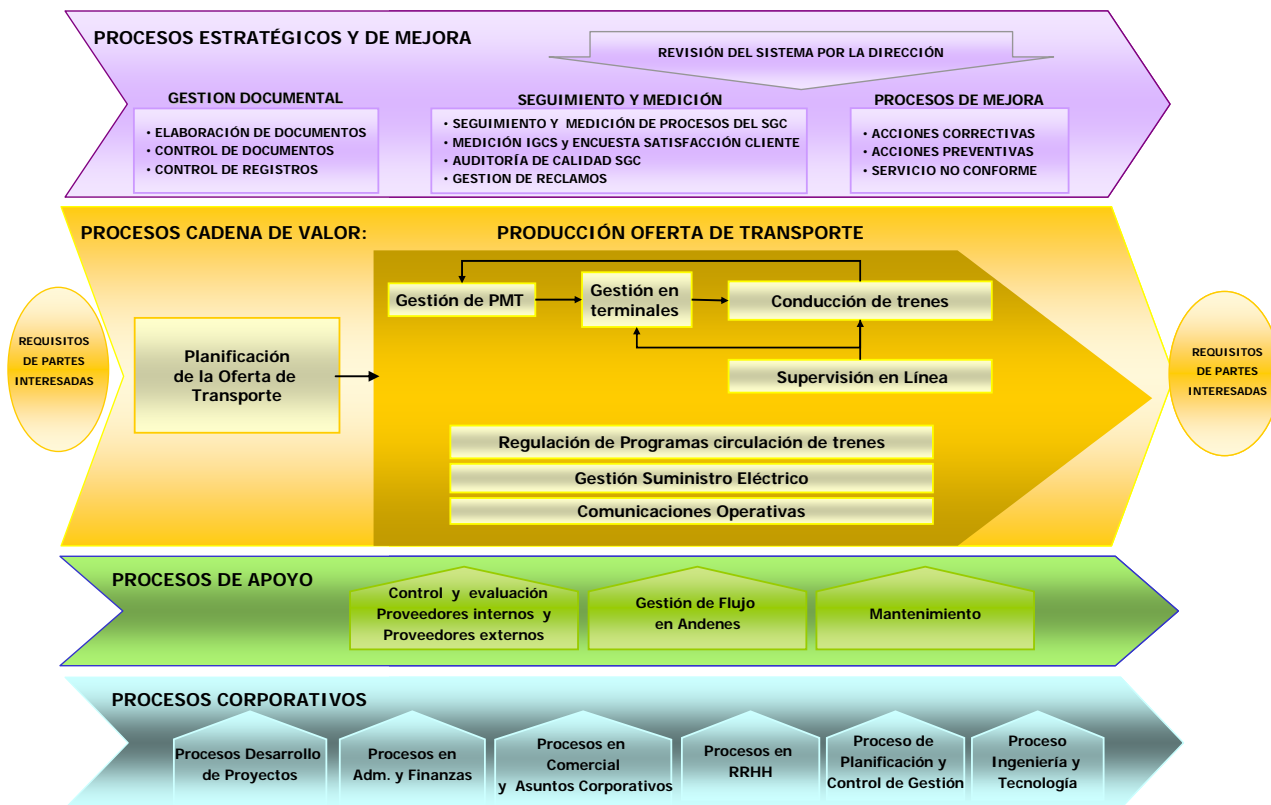 PROCESOS ESTRATÉGICOS Y DE MEJORA
REVISIÓN DEL SISTEMA POR LA DIRECCIÓN
GESTION DOCUMENTAL
• ELABORACIÓN DE DOCUMENTOS
• CONTROL DE DOCUMENTOS
• CONTROL DE REGISTROS
SEGUIMIENTO Y MEDICIÓN
• SEGUIMIENTO Y MEDICIÓN DE PROCESOS DEL SGC
• MEDICIÓN IGCS y ENCUESTA SATISFACCIÓN CLIENTE
• AUDITORÍA DE CALIDAD SGC
• GESTION DE RECLAMOS
PROCESOS DE MEJORA
• ACCIONES CORRECTIVAS
• ACCIONES PREVENTIVAS
• SERVICIO NO CONFORME
PROCESOS CADENA DE VALOR:
PRODUCCIÓN OFERTA DE TRANSPORTE
REQUISITOS
DE PARTES
INTERESADAS
Planificación
de la Oferta de
Transporte
Gestión de PMT
Gestión en
terminales
Conducción de trenes
Supervisión en Línea
Regulación de Programas circulación de trenes
Gestión Suministro Eléctrico
Comunicaciones Operativas
REQUISITOS
DE PARTES
INTERESADAS
PROCESOS DE APOYO
Control y evaluación
Proveedores internos y
Proveedores externos
Gestión de Flujo
en Andenes
Mantenimiento
PROCESOS CORPORATIVOS
Procesos Desarrollo
de Proyectos
Procesos en
Adm. y Finanzas
Procesos en
Comercial
y Asuntos Corporativos
Procesos en
RRHH
Proceso de
Planificación y
Control de Gestión
Proceso
Ingeniería y
Tecnología